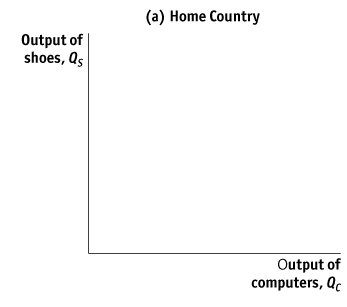 (a) Home Country
Output of
shoes, Qs
Output of
computers, Qc